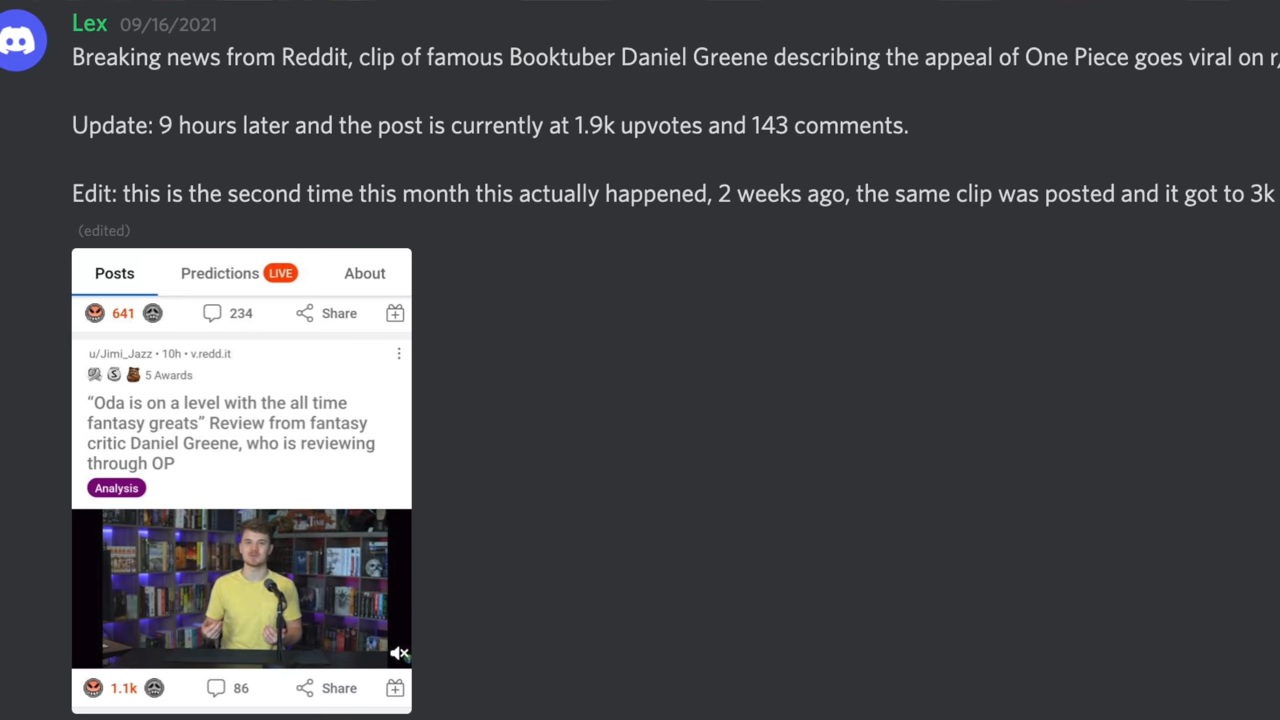 Lex 09/16/2021
Breaking news from Reddit, clip of famous Booktuber Daniel Greene describing the appeal of One Piece goes viral on r/
Update: 9 hours later and the post is currently at 1.9k upvotes and 143 comments.
Edit: this is the second time this month this actually happened, 2 weeks ago, the same clip was posted and it got to 3k
(edited)
Posts Predictions LIVE About
641 234 Share
u/Jimi_Jazz • 10h • v.redd.it
5 Awards
“Oda is on a level with the all time
fantasy greats” Review from fantasy
critic Daniel Greene, who is reviewing
through OP
Analysis
1.1k 86 Share